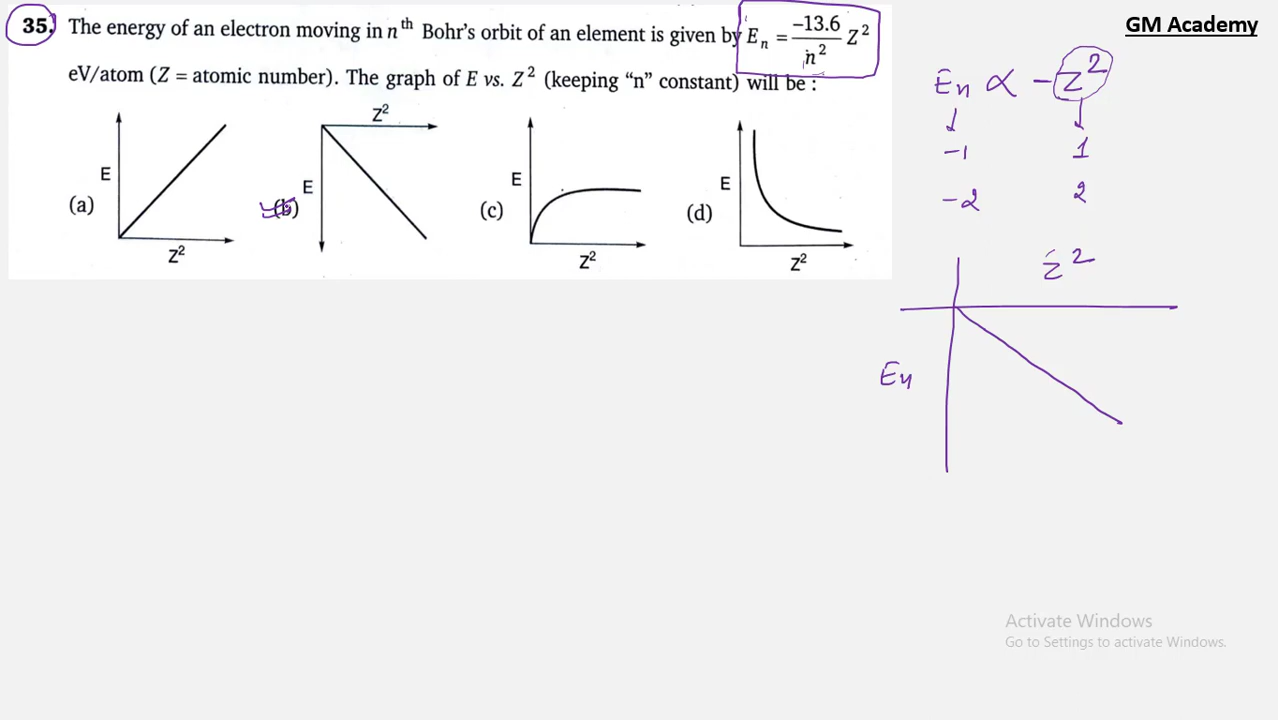 GM Academy
35. The energy of an electron moving in nᵗʰ Bohr's orbit of an element is given by Eₙ = −13.6/n² Z²
eV/atom (Z = atomic number). The graph of E vs. Z² (keeping "n" constant) will be :
E
(a)
Z²
Z²
E
(b)
E
(c)
Z²
E
(d)
Z²
Eₙ ∝ −Z²
↓ ↓
−1 1
−2 2
Z²
Eₙ
Activate Windows
Go to Settings to activate Windows.